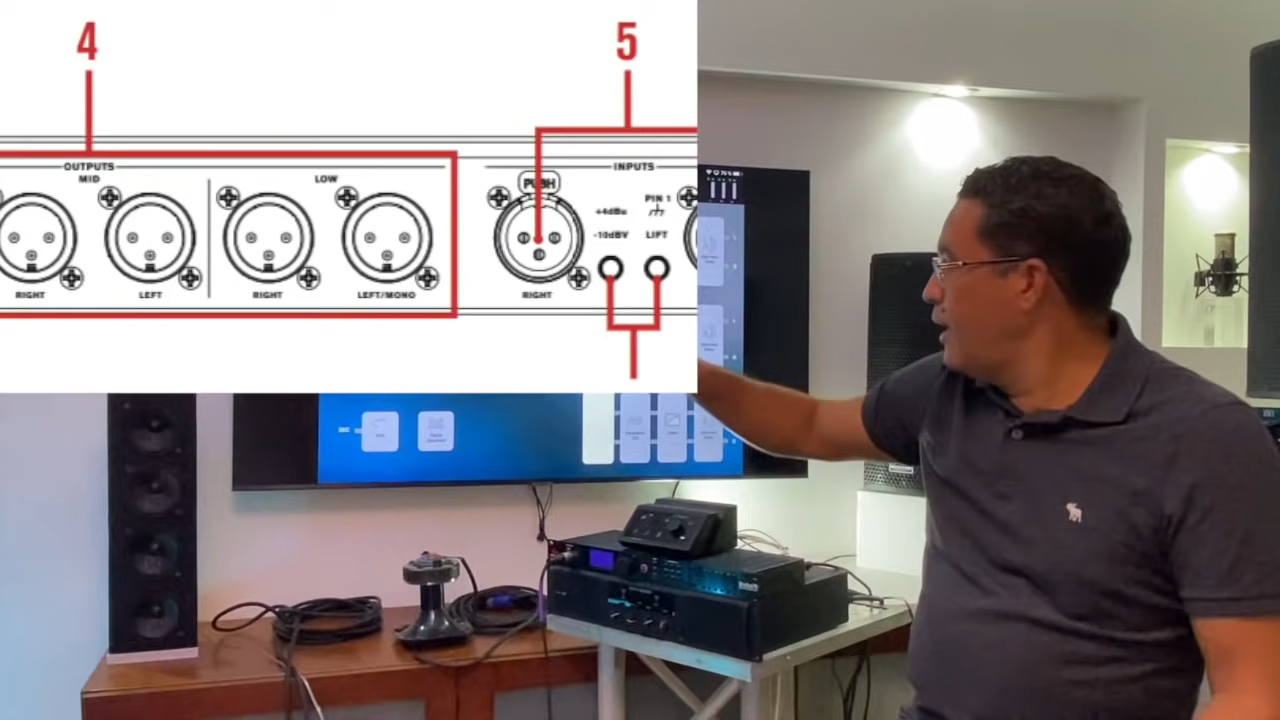 4
5
OUTPUTS
MID
LOW
INPUTS
PUSH
PIN 1
+4dBu
-10dBV
LIFT
RIGHT
LEFT
RIGHT
LEFT/MONO
RIGHT